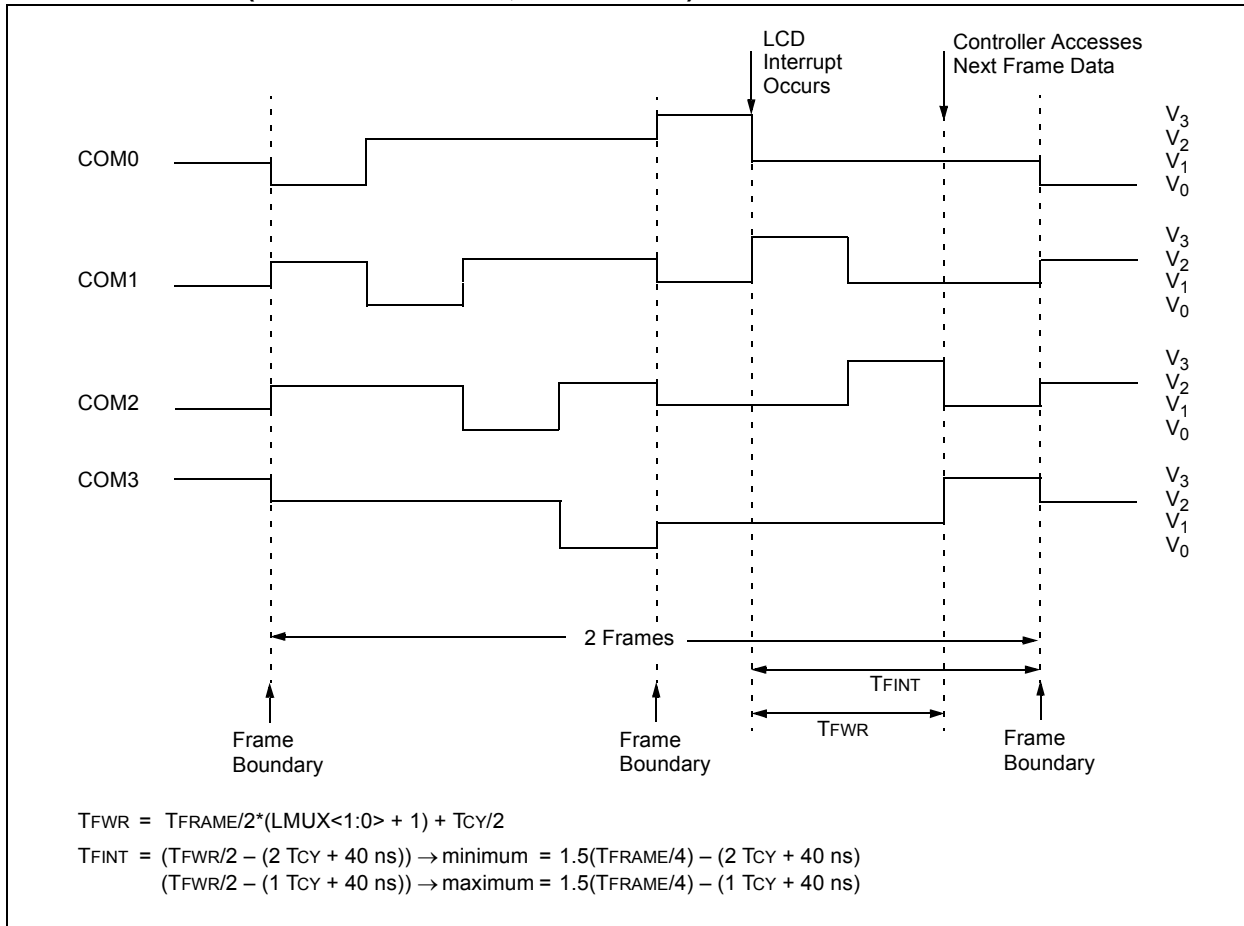 LCD
Interrupt
Occurs
Controller Accesses
Next Frame Data
COM0
V3
V2
V1
V0
COM1
V3
V2
V1
V0
COM2
V3
V2
V1
V0
COM3
V3
V2
V1
V0
2 Frames
TFINT
TFWR
Frame
Boundary
Frame
Boundary
Frame
Boundary
TFWR = TFRAME/2*(LMUX<1:0> + 1) + TCY/2
TFINT = (TFWR/2 – (2 TCY + 40 ns)) → minimum = 1.5(TFRAME/4) – (2 TCY + 40 ns)
(TFWR/2 – (1 TCY + 40 ns)) → maximum = 1.5(TFRAME/4) – (1 TCY + 40 ns)